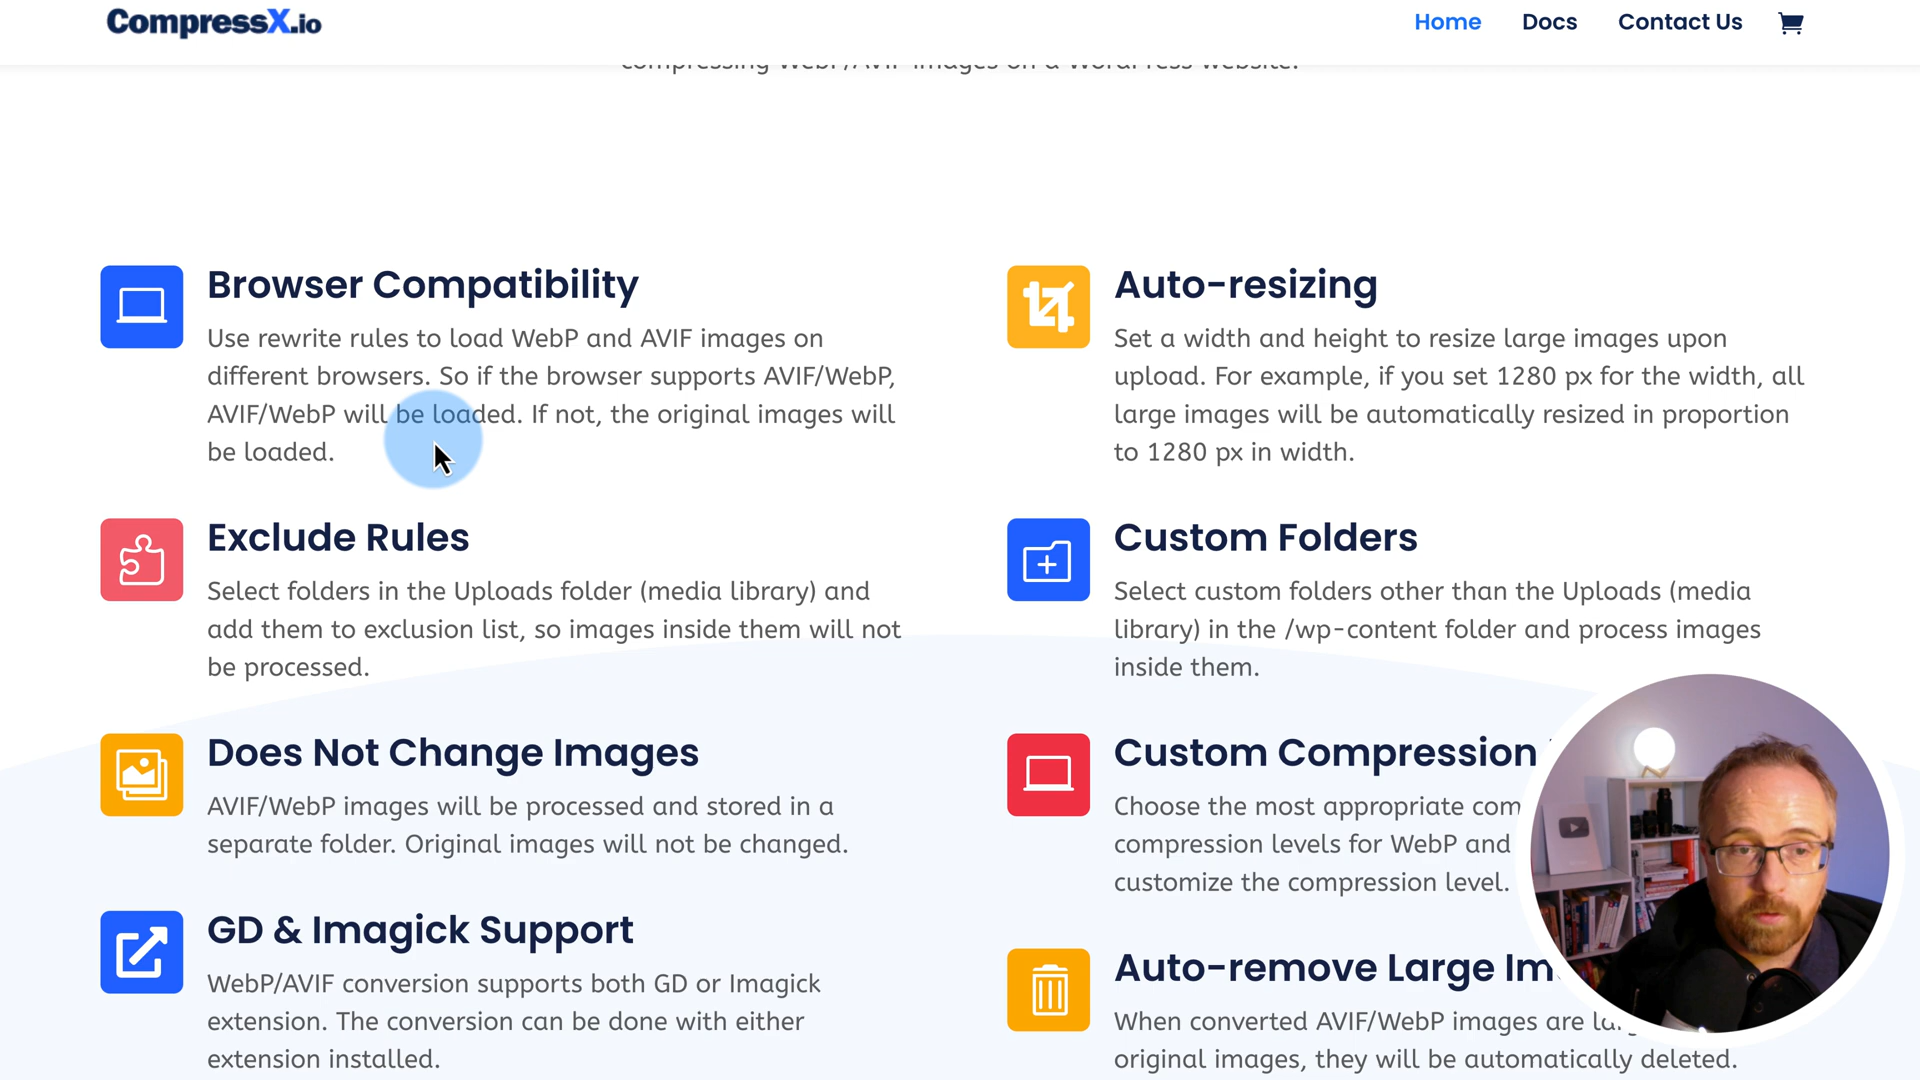 CompressX.io
Home
Docs
Contact Us
compressing WebP/AVIF images on a WordPress website.
Browser Compatibility
Use rewrite rules to load WebP and AVIF images on
different browsers. So if the browser supports AVIF/WebP,
AVIF/WebP will be loaded. If not, the original images will
be loaded.
Auto-resizing
Set a width and height to resize large images upon
upload. For example, if you set 1280 px for the width, all
large images will be automatically resized in proportion
to 1280 px in width.
Exclude Rules
Select folders in the Uploads folder (media library) and
add them to exclusion list, so images inside them will not
be processed.
Custom Folders
Select custom folders other than the Uploads (media
library) in the /wp-content folder and process images
inside them.
Does Not Change Images
AVIF/WebP images will be processed and stored in a
separate folder. Original images will not be changed.
Custom Compression
Choose the most appropriate com
compression levels for WebP and
customize the compression level.
GD & Imagick Support
WebP/AVIF conversion supports both GD or Imagick
extension. The conversion can be done with either
extension installed.
Auto-remove Large Im
When converted AVIF/WebP images are
original images, they will be automatically deleted.